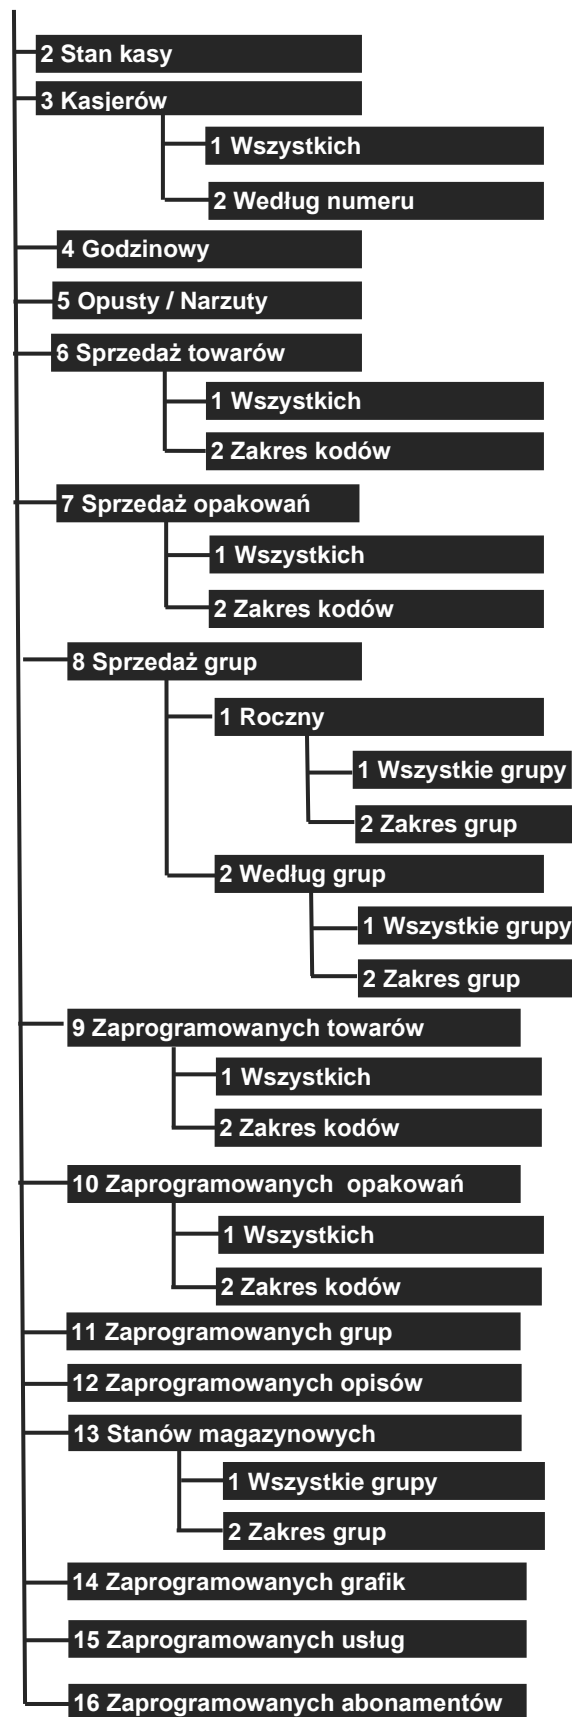 2 Stan kasy
3 Kasjerów
1 Wszystkich
2 Według numeru
4 Godzinowy
5 Opusty / Narzuty
6 Sprzedaż towarów
1 Wszystkich
2 Zakres kodów
7 Sprzedaż opakowań
1 Wszystkich
2 Zakres kodów
8 Sprzedaż grup
1 Roczny
1 Wszystkie grupy
2 Zakres grup
2 Według grup
1 Wszystkie grupy
2 Zakres grup
9 Zaprogramowanych towarów
1 Wszystkich
2 Zakres kodów
10 Zaprogramowanych opakowań
1 Wszystkich
2 Zakres kodów
11 Zaprogramowanych grup
12 Zaprogramowanych opisów
13 Stanów magazynowych
1 Wszystkie grupy
2 Zakres grup
14 Zaprogramowanych grafik
15 Zaprogramowanych usług
16 Zaprogramowanych abonamentów